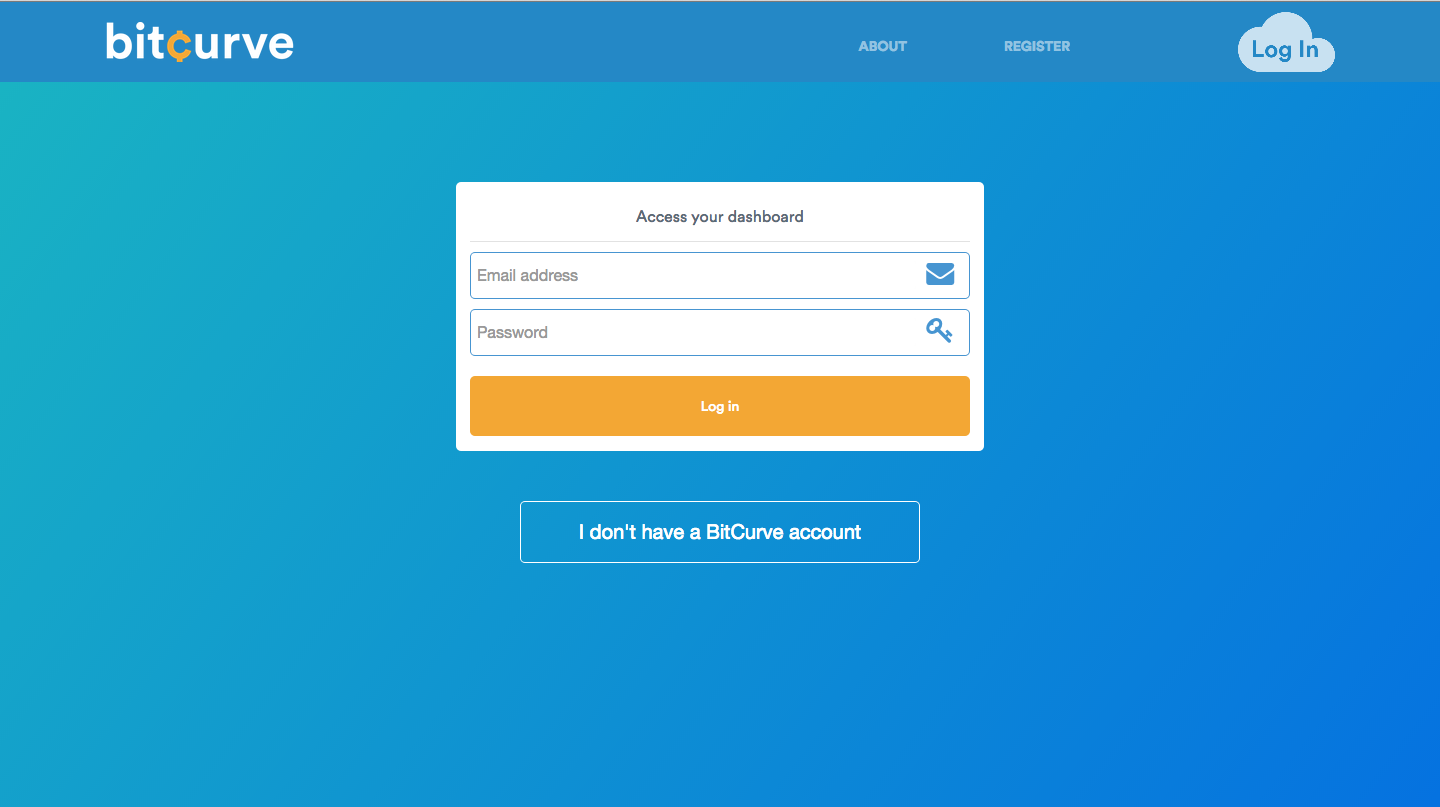 bitcurve
ABOUT
REGISTER
Log In
Access your dashboard
Email address
Password
Log in
I don't have a BitCurve account